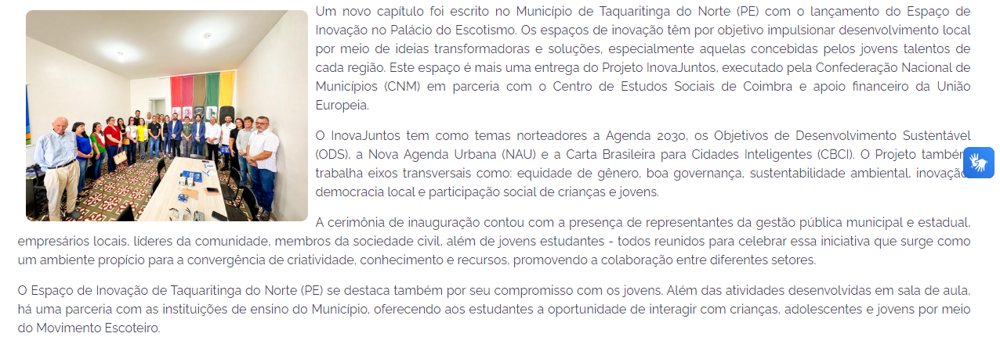 Um novo capítulo foi escrito no Município de Taquaritinga do Norte (PE) com o lançamento do Espaço de
Inovação no Palácio do Escotismo. Os espaços de inovação têm por objetivo impulsionar desenvolvimento local
por meio de ideias transformadoras e soluções, especialmente aquelas concebidas pelos jovens talentos de
cada região. Este espaço é mais uma entrega do Projeto InovaJuntos, executado pela Confederação Nacional de
Municípios (CNM) em parceria com o Centro de Estudos Sociais de Coimbra e apoio financeiro da União
Europeia.
O InovaJuntos tem como temas norteadores a Agenda 2030, os Objetivos de Desenvolvimento Sustentável
(ODS), a Nova Agenda Urbana (NAU) e a Carta Brasileira para Cidades Inteligentes (CBCI). O Projeto também
trabalha eixos transversais como: equidade de gênero, boa governança, sustentabilidade ambiental, inovação,
democracia local e participação social de crianças e jovens.
A cerimônia de inauguração contou com a presença de representantes da gestão pública municipal e estadual,
empresários locais, líderes da comunidade, membros da sociedade civil, além de jovens estudantes - todos reunidos para celebrar essa iniciativa que surge como
um ambiente propício para a convergência de criatividade, conhecimento e recursos, promovendo a colaboração entre diferentes setores.
O Espaço de Inovação de Taquaritinga do Norte (PE) se destaca também por seu compromisso com os jovens. Além das atividades desenvolvidas em sala de aula,
há uma parceria com as instituições de ensino do Município, oferecendo aos estudantes a oportunidade de interagir com crianças, adolescentes e jovens por meio
do Movimento Escoteiro.